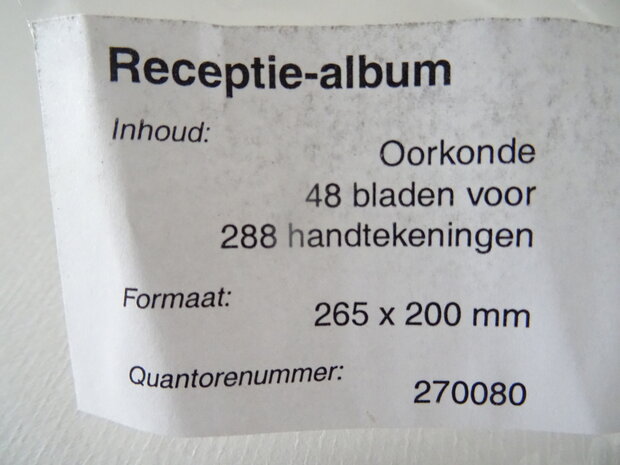 Receptie-album
Inhoud:
Oorkonde
48 bladen voor
288 handtekeningen
Formaat:
265 x 200 mm
Quantorenummer:
270080